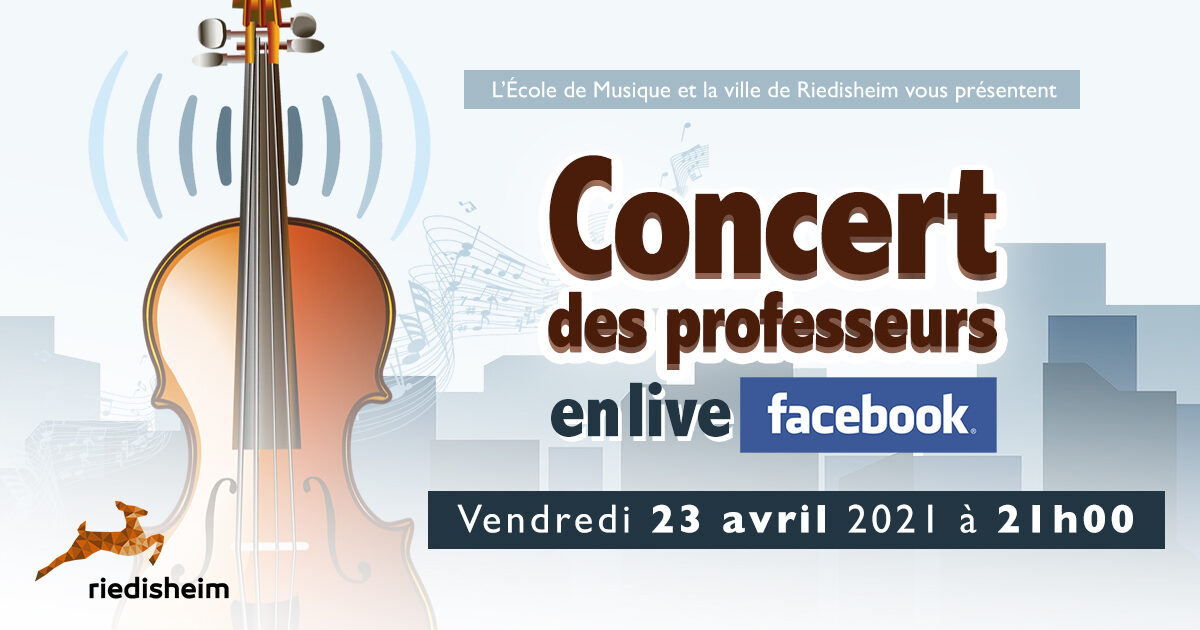 L'École de Musique et la ville de Riedisheim vous présentent
Concert
des professeurs
en live facebook
Vendredi 23 avril 2021 à 21h00
riedisheim